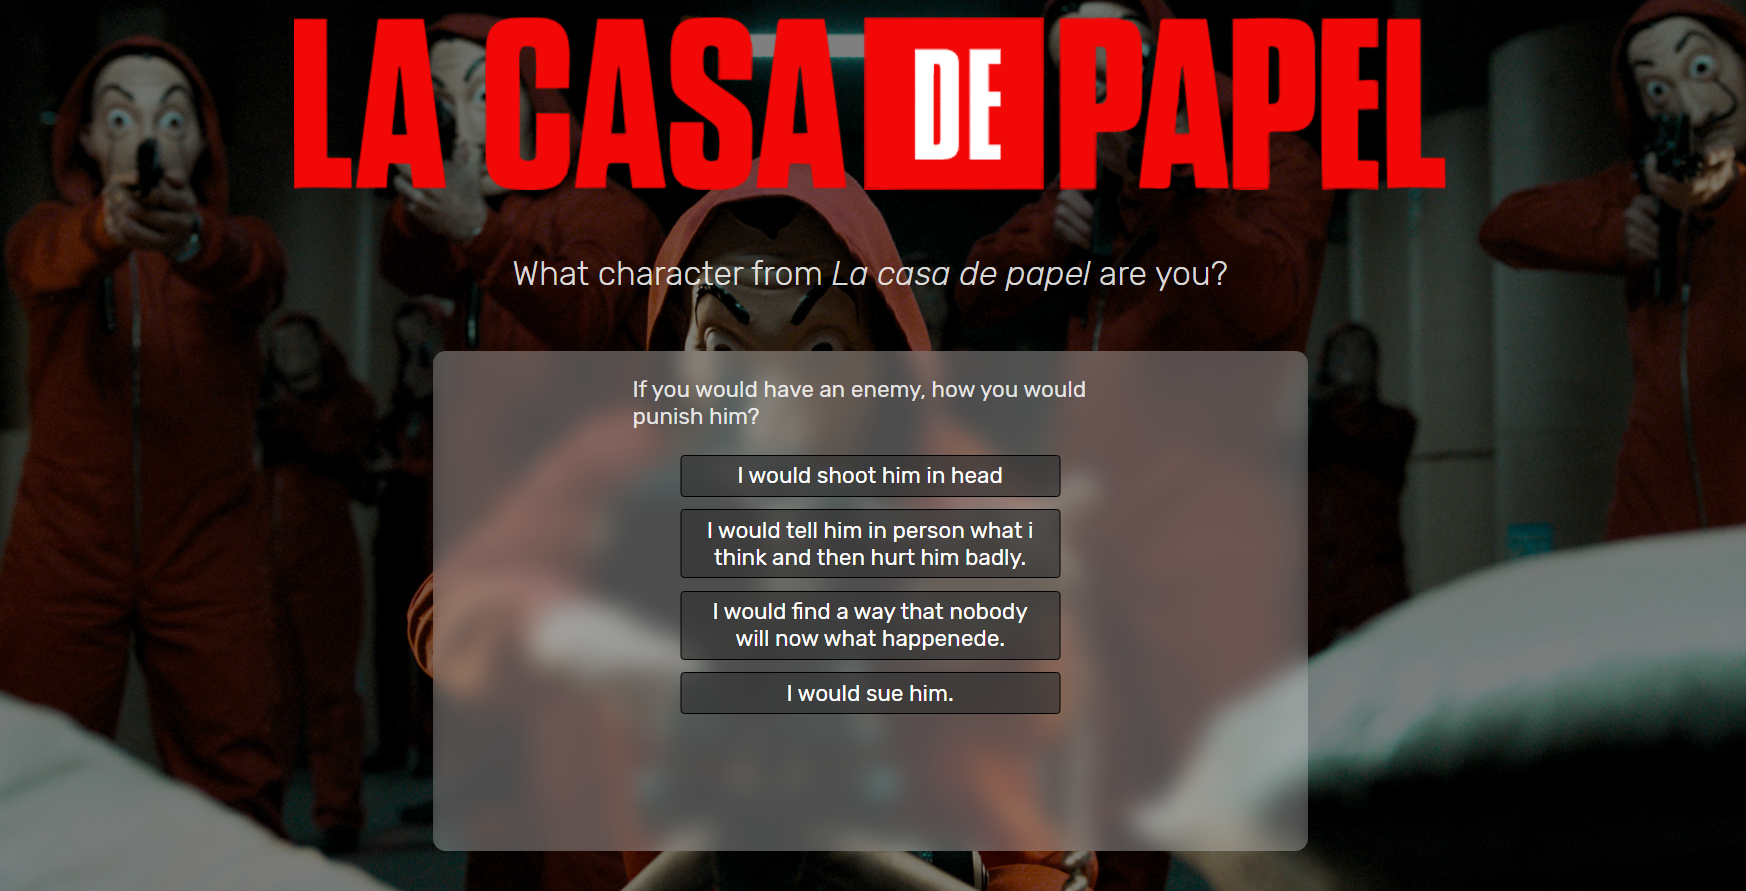 LA CASA DE PAPEL
What character from La casa de papel are you?
If you would have an enemy, how you would
punish him?
I would shoot him in head
I would tell him in person what i
think and then hurt him badly.
I would find a way that nobody
will now what happenede.
I would sue him.